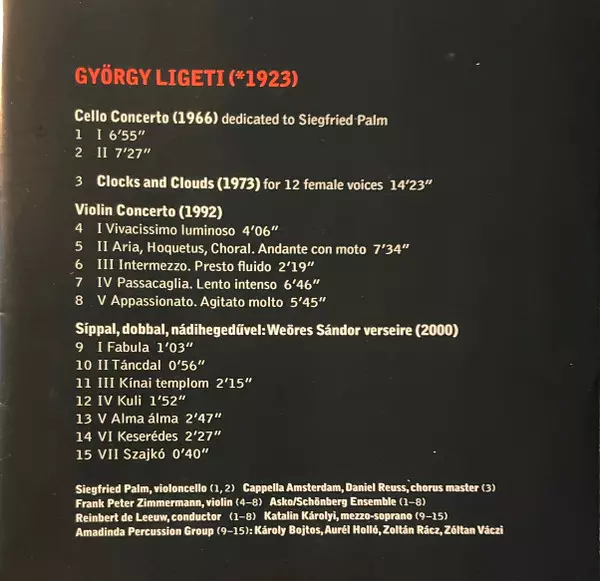 GYÖRGY LIGETI (*1923)
Cello Concerto (1966) dedicated to Siegfried Palm
1 I 6’55”
2 II 7’27”
3 Clocks and Clouds (1973) for 12 female voices 14’23”
Violin Concerto (1992)
4 I Vivacissimo luminoso 4’06”
5 II Aria, Hoquetus, Choral. Andante con moto 7’34”
6 III Intermezzo. Presto fluido 2’19”
7 IV Passacaglia. Lento intenso 6’46”
8 V Appassionato. Agitato molto 5’45”
Síppal, dobbal, nádihegedűvel: Weöres Sándor verseire (2000)
9 I Fabula 1’03”
10 II Táncdal 0’56”
11 III Kínai templom 2’15”
12 IV Kuli 1’52”
13 V Alma álma 2’47”
14 VI Keserédes 2’27”
15 VII Szajkó 0’40”
Siegfried Palm, violoncello (1, 2) Cappella Amsterdam, Daniel Reuss, chorus master (3)
Frank Peter Zimmermann, violin (4–8) Asko/Schönberg Ensemble (1–8)
Reinbert de Leeuw, conductor (1–8) Katalin Károlyi, mezzo-soprano (9–15)
Amadinda Percussion Group (9–15): Károly Bojtos, Aurél Holló, Zoltán Rácz, Zóltan Váczi